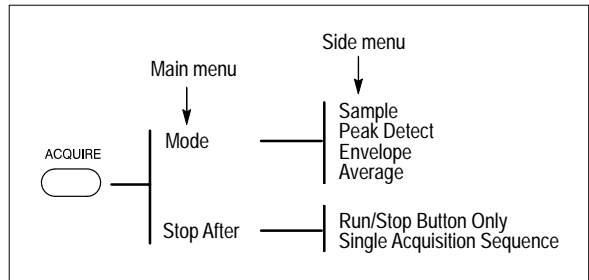 Side menu
Main menu
Sample
Peak Detect
Envelope
Average
Mode
ACQUIRE
Stop After
Run/Stop Button Only
Single Acquisition Sequence